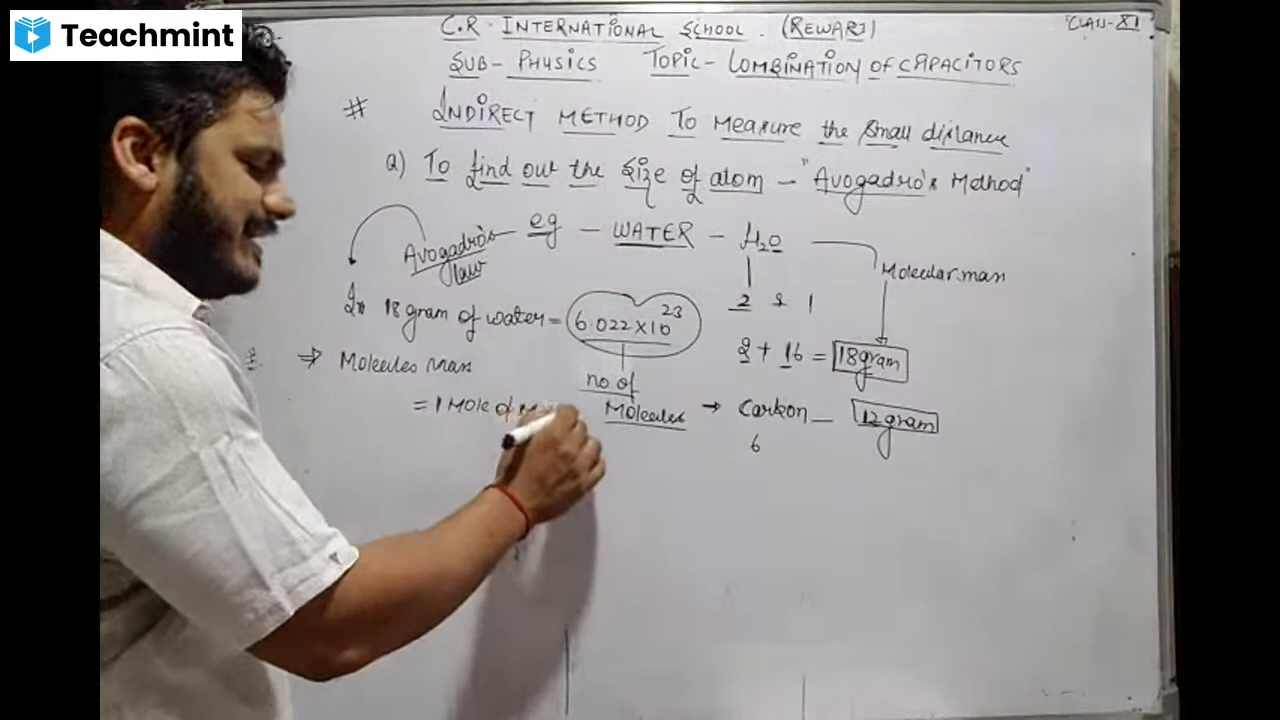 Teachmint
C.R. INTERNATIONAL SCHOOL. (REWARI)
CLASS-XI
SUB- PHYSICS TOPIC- COMBINATION OF CAPACITORS
# INDIRECT METHOD TO MEASURE the small distance
a) To find out the size of atom - "Avogadro's Method"
Avogadro's law
eg - WATER - H2O
Molecular mass
2 : 1
In 18 gram of water = 6.022 x 10^23
2 + 16 = 18gram
⇒ Molecules mass
no of Molecules
= 1 Mole of
→ Carbon - 12 gram
6